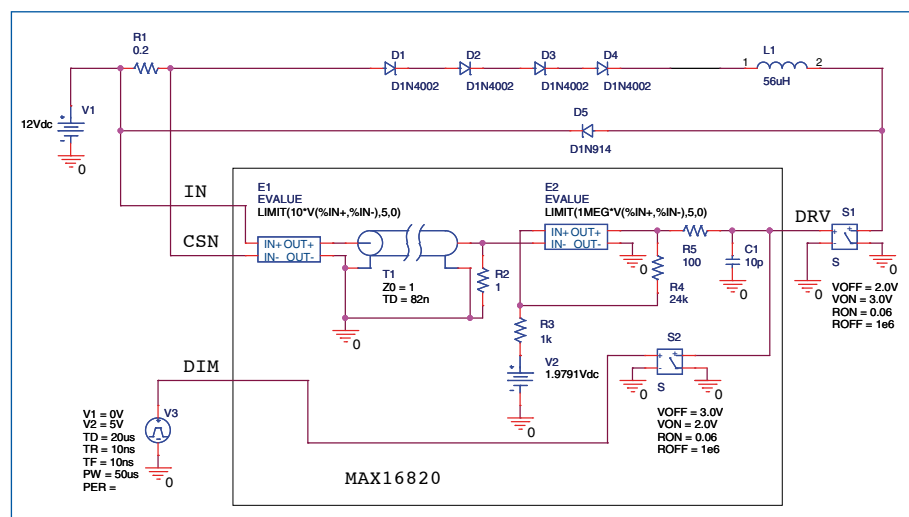 R1
0.2
D1
D1N4002
D2
D1N4002
D3
D1N4002
D4
D1N4002
L1
1
2
56uH
V1
12Vdc
+
-
0
D5
D1N914
IN
CSN
E1
EVALUE
LIMIT(10*V(%IN+,%IN-),5,0)
IN+OUT+
IN- OUT-
T1
Z0 = 1
TD = 82n
R2
1
0
E2
EVALUE
LIMIT(1MEG*V(%IN+,%IN-),5,0)
IN+OUT+
IN- OUT-
0
R5
100
R4
24k
C1
10p
0
DRV
S1
+
-
+
-
S
0
0
VOFF = 2.0V
VON = 3.0V
RON = 0.06
ROFF = 1e6
R3
1k
V2
1.9791Vdc
+
-
0
S2
+
-
+
-
S
0
0
VOFF = 3.0V
VON = 2.0V
RON = 0.06
ROFF = 1e6
DIM
V3
+
-
0
V1 = 0V
V2 = 5V
TD = 20us
TR = 10ns
TF = 10ns
PW = 50us
PER =
MAX16820